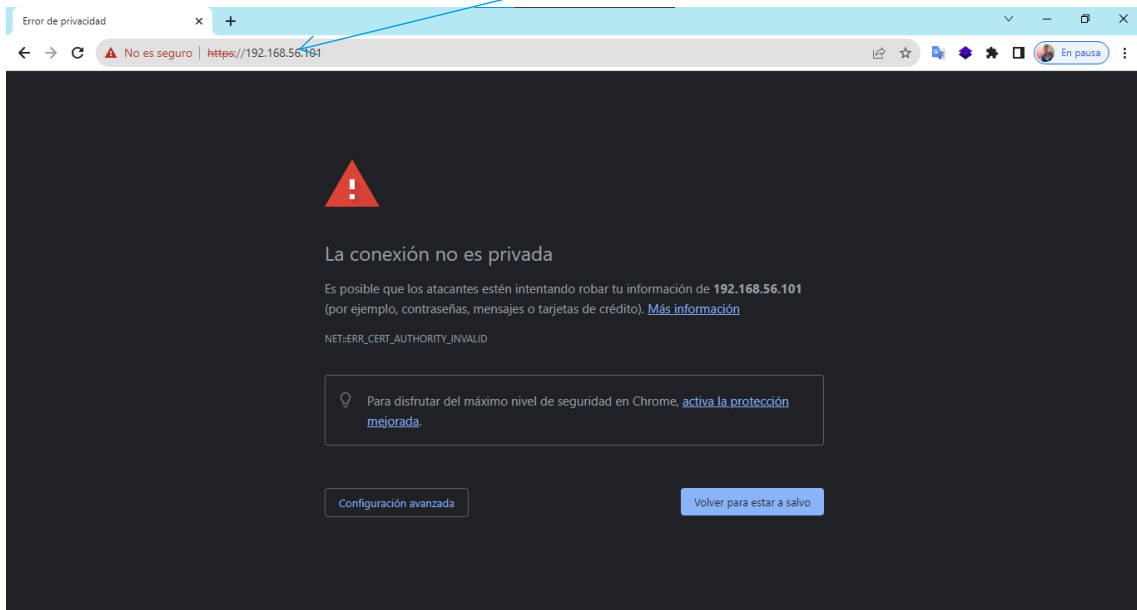 Error de privacidad
No es seguro | https://192.168.56.101
En pausa
La conexión no es privada
Es posible que los atacantes estén intentando robar tu información de 192.168.56.101
(por ejemplo, contraseñas, mensajes o tarjetas de crédito). Más información
NET::ERR_CERT_AUTHORITY_INVALID
Para disfrutar del máximo nivel de seguridad en Chrome, activa la protección
mejorada.
Configuración avanzada
Volver para estar a salvo